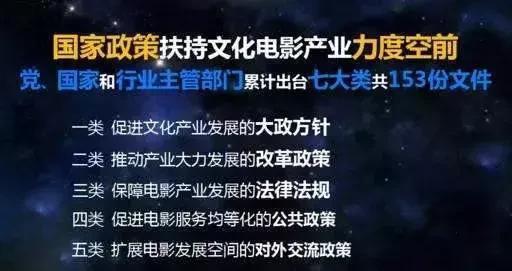 国家政策扶持文化电影产业力度空前
党、国家和行业主管部门累计出台七大类共153份文件
一类 促进文化产业发展的大政方针
二类 推动产业大力发展的改革政策
三类 保障电影产业发展的法律法规
四类 促进电影服务均等化的公共政策
五类 扩展电影发展空间的对外交流政策